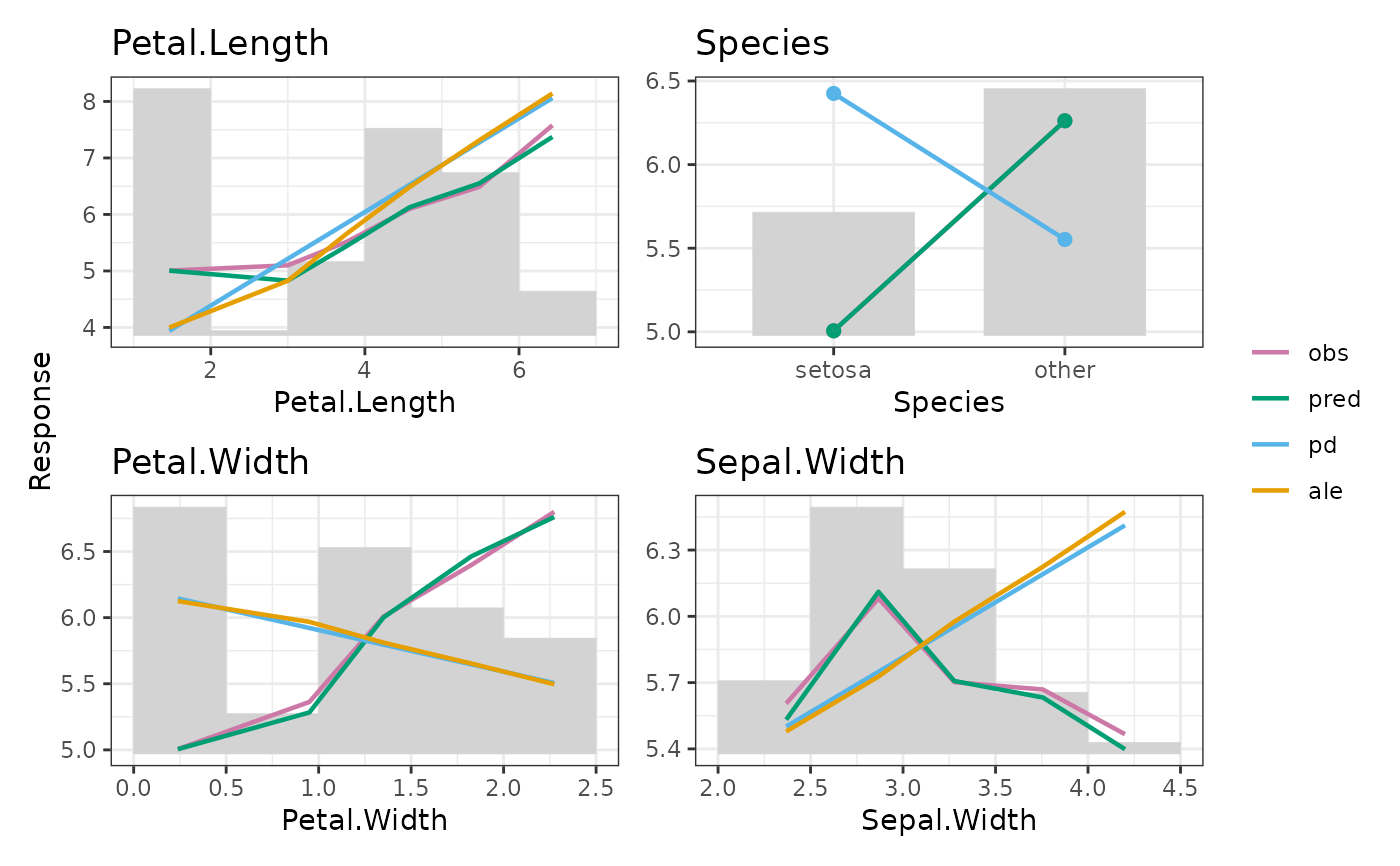 Petal.Length
8
7
6
5
4
2 4 6
Petal.Length
Species
6.5
6.0
5.5
5.0
setosa other
Species
Response
Petal.Width
6.5
6.0
5.5
5.0
0.0 0.5 1.0 1.5 2.0 2.5
Petal.Width
Sepal.Width
6.3
6.0
5.7
5.4
2.0 2.5 3.0 3.5 4.0 4.5
Sepal.Width
obs
pred
pd
ale